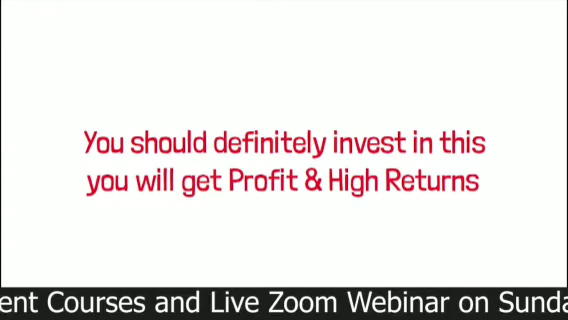 You should definitely invest in this
you will get Profit & High Returns
ent Courses and Live Zoom Webinar on Sunda